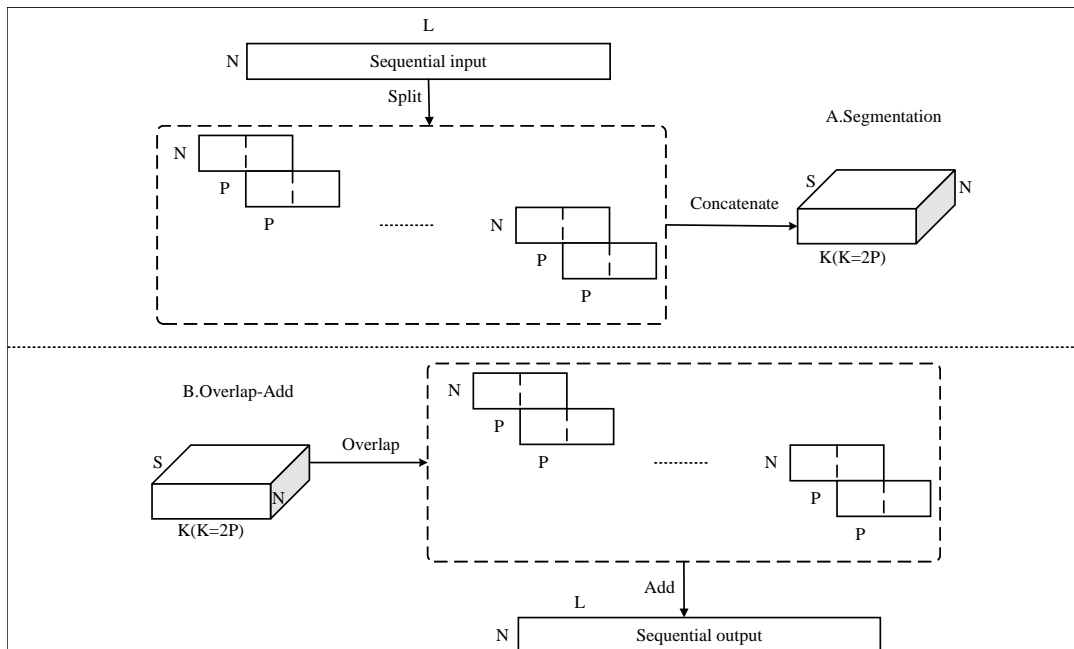 L
N
Sequential input
Split
A.Segmentation
N
P
P
N
P
P
Concatenate
S
N
K(K=2P)
B.Overlap-Add
S
N
K(K=2P)
Overlap
N
P
P
N
P
P
Add
L
N
Sequential output